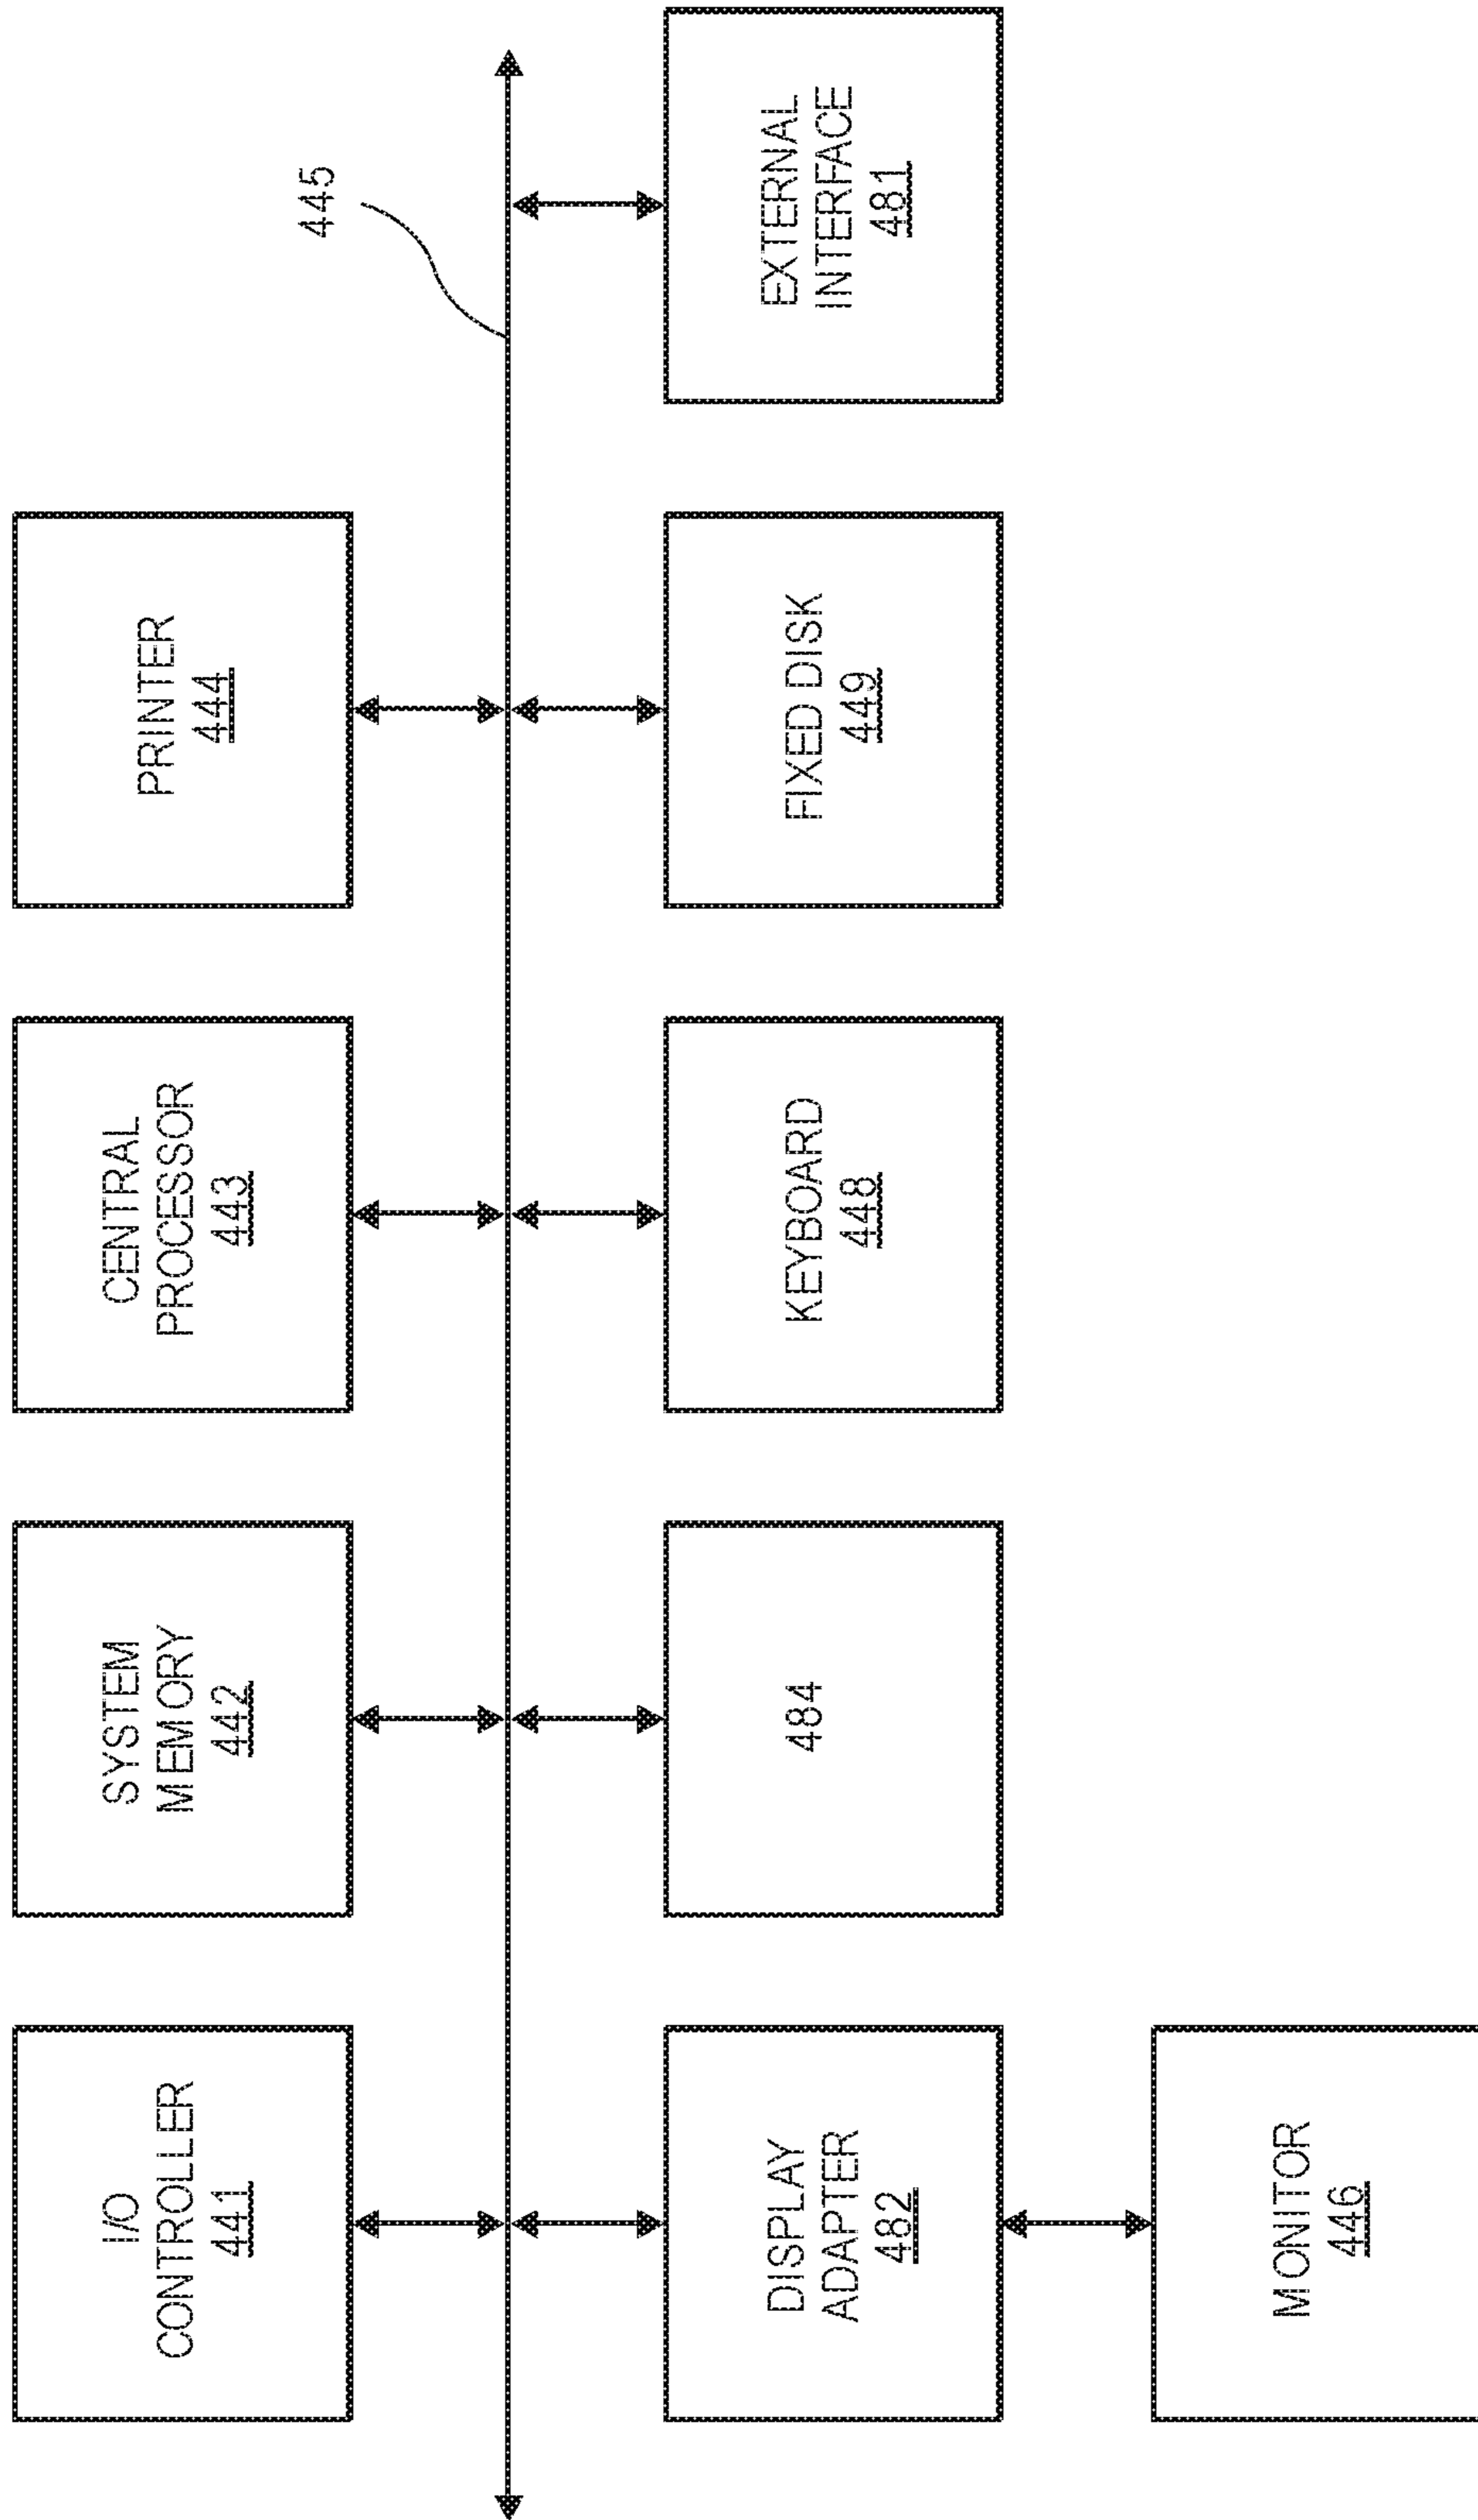 I/O
CONTROLLER
441
SYSTEM
MEMORY
442
CENTRAL
PROCESSOR
443
PRINTER
444
445
DISPLAY
ADAPTER
482
484
KEYBOARD
448
FIXED DISK
449
EXTERNAL
INTERFACE
481
MONITOR
446